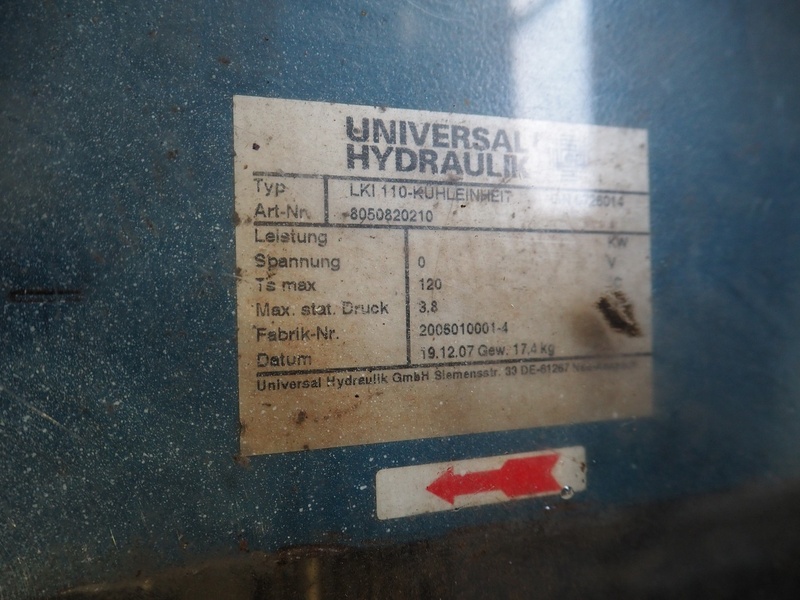 UNIVERSAL
HYDRAULIK
Typ LKI 110-KÜHLEINHEIT
Art-Nr. 8050820210
Leistung KW
Spannung 0 V
Ts max 120
Max. stat. Druck 3,8
Fabrik-Nr. 2006010001-4
Datum 19.12.07 Gew. 17,4 kg
Universal Hydraulik GmbH Siemensstr. 33 DE-61267